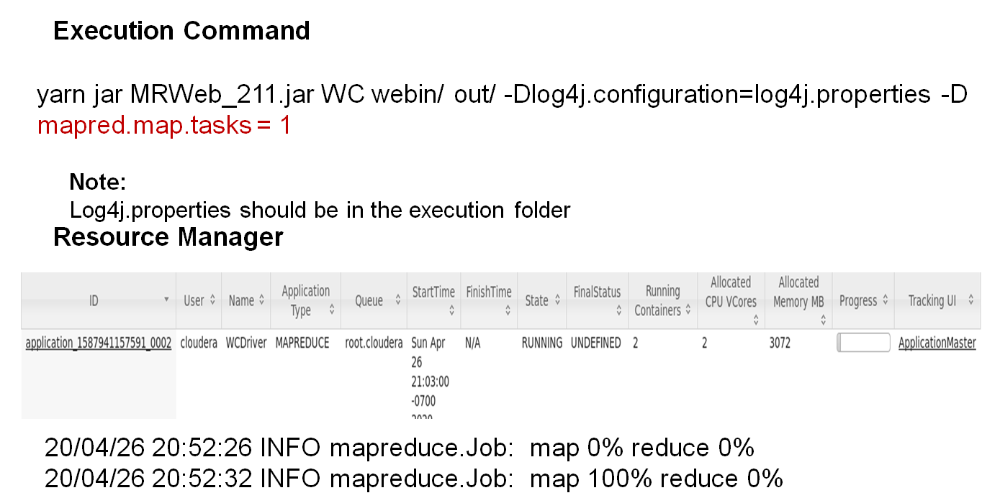 Execution Command
yarn jar MRWeb_211.jar WC webin/ out/ -Dlog4j.configuration=log4j.properties -D
mapred.map.tasks = 1
Note:
Log4j.properties should be in the execution folder
Resource Manager
ID User Name Application Type Queue StartTime FinishTime State FinalStatus Running Containers Allocated CPU VCores Allocated Memory MB Progress Tracking UI
application_1587941157591_0002 cloudera WCDriver MAPREDUCE root.cloudera Sun Apr N/A RUNNING UNDEFINED 2 2 3072 ApplicationMaster
26
21:03:00
-0700
2020
20/04/26 20:52:26 INFO mapreduce.Job: map 0% reduce 0%
20/04/26 20:52:32 INFO mapreduce.Job: map 100% reduce 0%